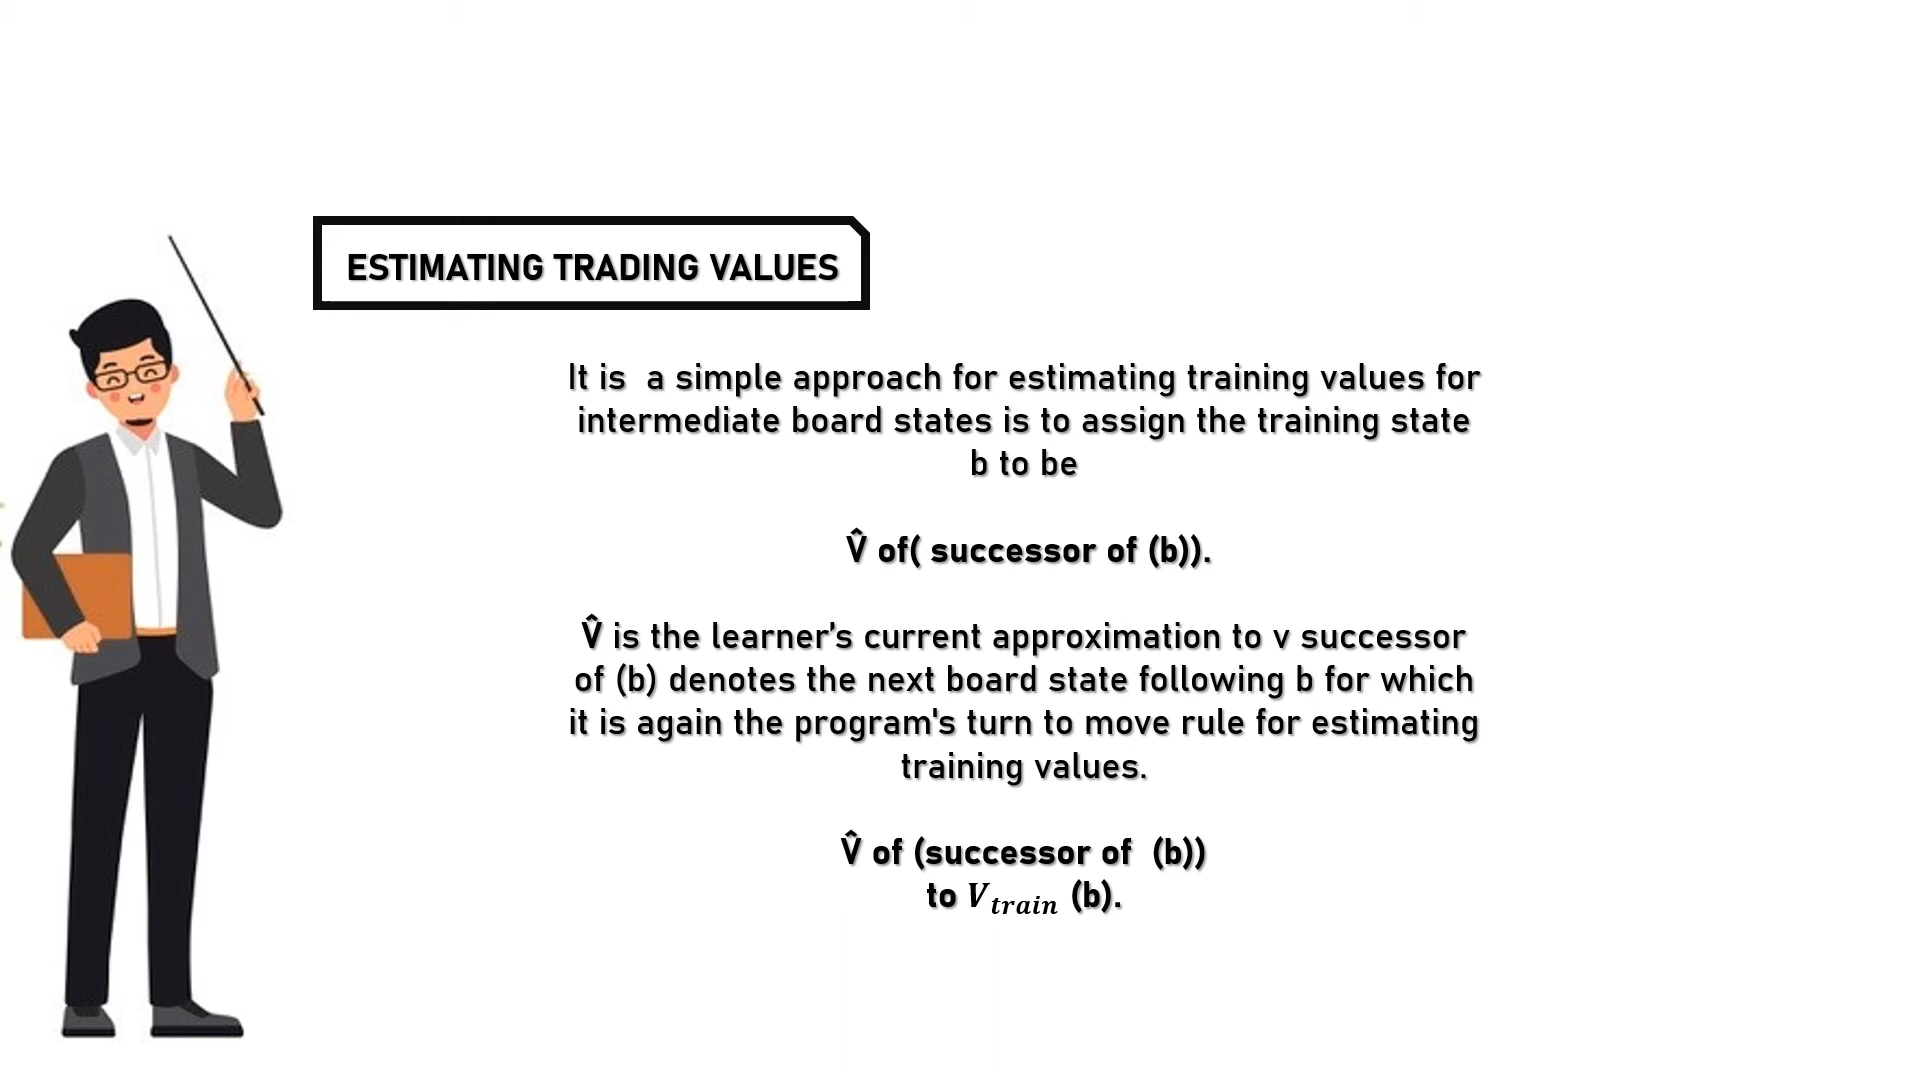 ESTIMATING TRADING VALUES
It is  a simple approach for estimating training values for
intermediate board states is to assign the training state
b to be
V̂ of( successor of (b)).
V̂ is the learner's current approximation to v successor
of (b) denotes the next board state following b for which
it is again the program's turn to move rule for estimating
training values.
V̂ of (successor of  (b))
to V_train (b).